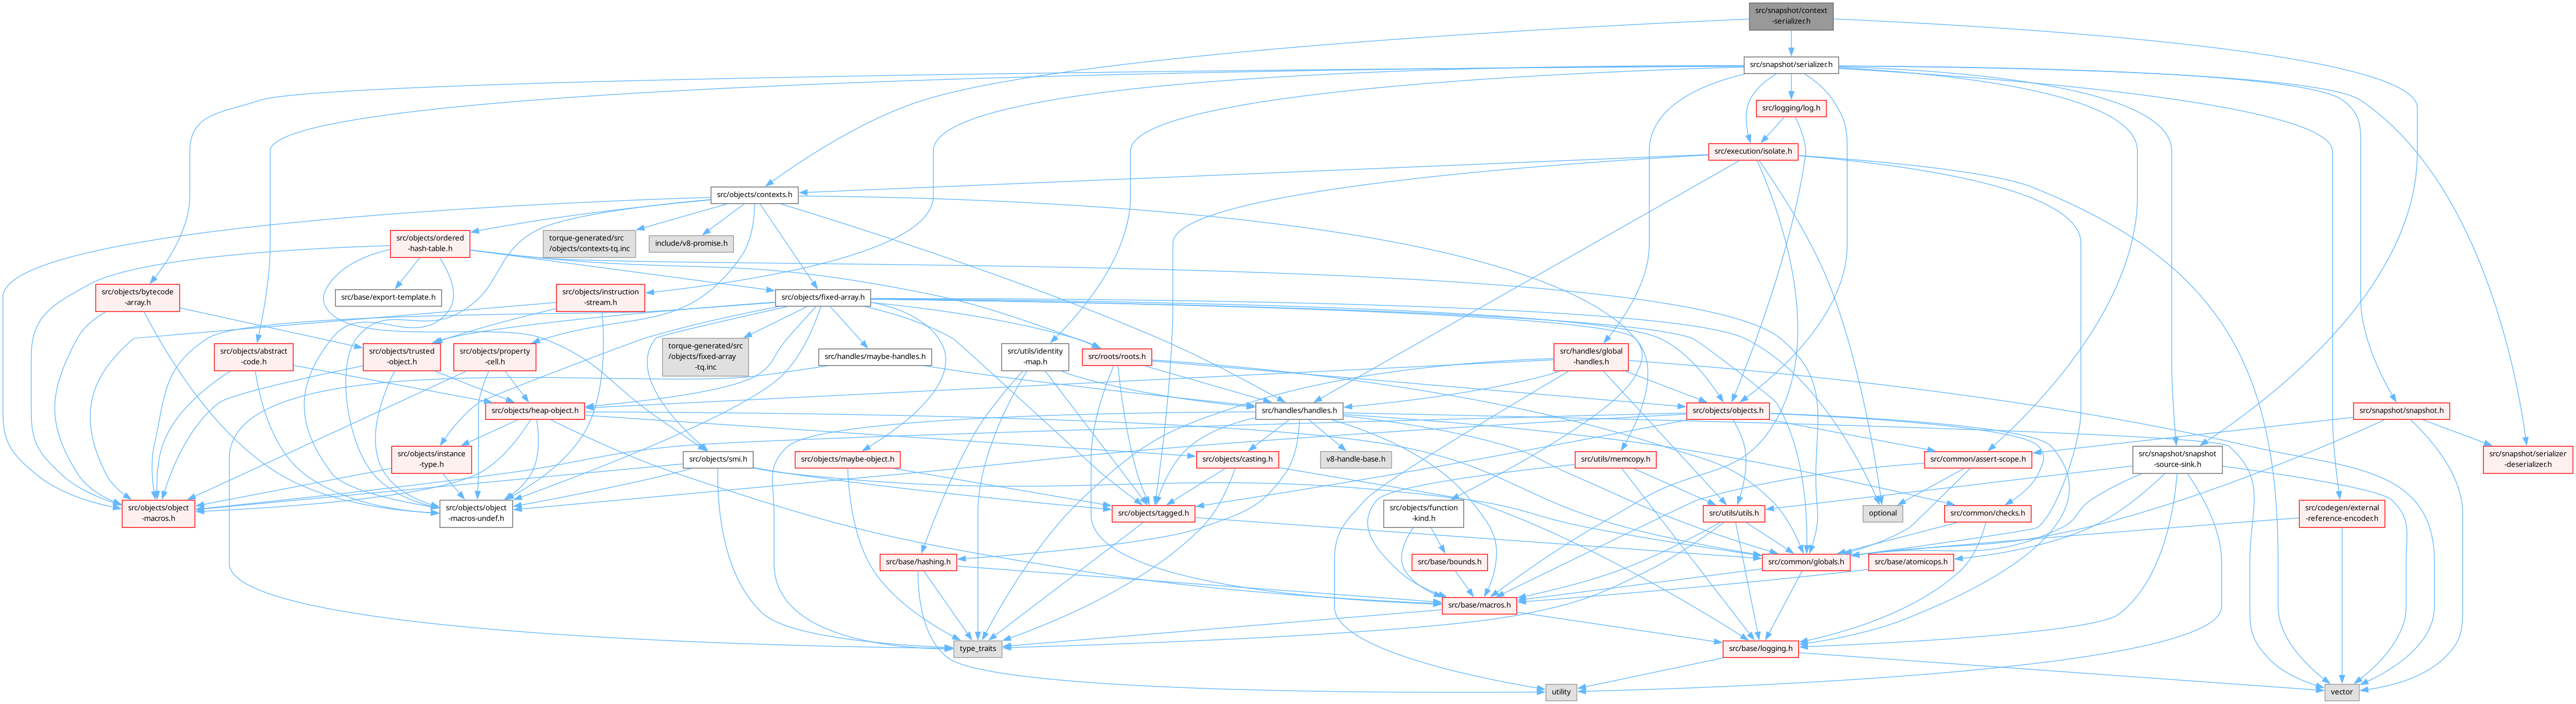 src/snapshot/context
-serializer.h
src/snapshot/serializer.h
src/logging/log.h
src/execution/isolate.h
src/objects/contexts.h
src/objects/ordered
-hash-table.h
torque-generated/src
/objects/contexts-tq.inc
include/v8-promise.h
src/objects/bytecode
-array.h
src/base/export-template.h
src/objects/instruction
-stream.h
src/objects/fixed-array.h
src/objects/abstract
-code.h
src/objects/trusted
-object.h
src/objects/property
-cell.h
torque-generated/src
/objects/fixed-array
-tq.inc
src/handles/maybe-handles.h
src/utils/identity
-map.h
src/roots/roots.h
src/handles/global
-handles.h
src/objects/heap-object.h
src/handles/handles.h
src/objects/objects.h
src/snapshot/snapshot.h
src/objects/instance
-type.h
src/objects/smi.h
src/objects/maybe-object.h
src/objects/casting.h
v8-handle-base.h
src/utils/memcopy.h
src/common/assert-scope.h
src/snapshot/snapshot
-source-sink.h
src/snapshot/serializer
-deserializer.h
src/objects/object
-macros.h
src/objects/object
-macros-undef.h
src/objects/tagged.h
src/objects/function
-kind.h
src/utils/utils.h
optional
src/common/checks.h
src/codegen/external
-reference-encoder.h
src/base/hashing.h
src/base/bounds.h
src/common/globals.h
src/base/atomicops.h
src/base/macros.h
type_traits
src/base/logging.h
utility
vector